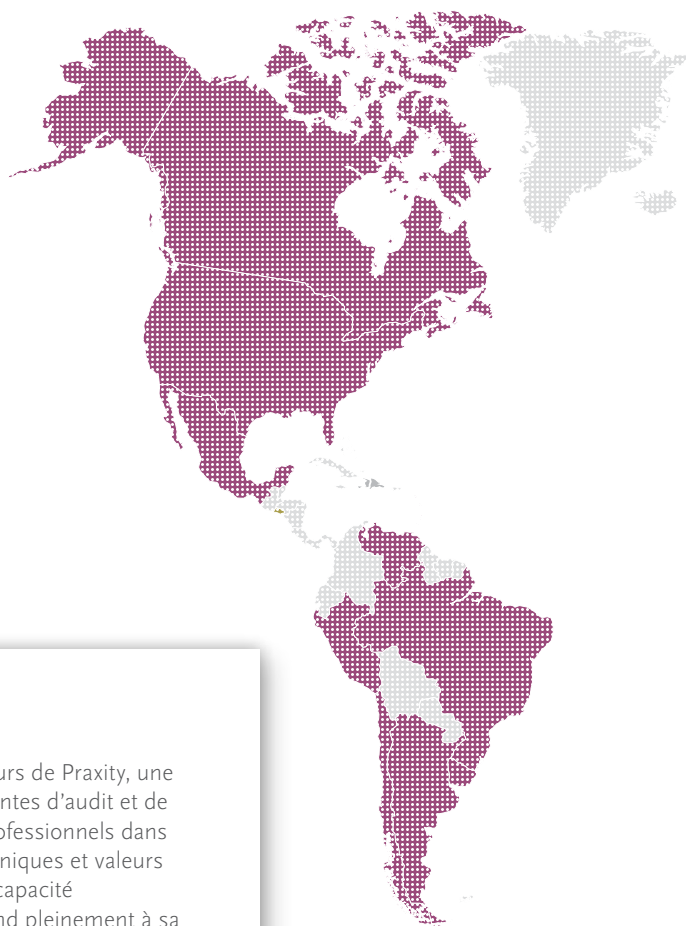 urs de Praxity, une
ntes d'audit et de
ofessionnels dans
niques et valeurs
capacité
nd pleinement à sa